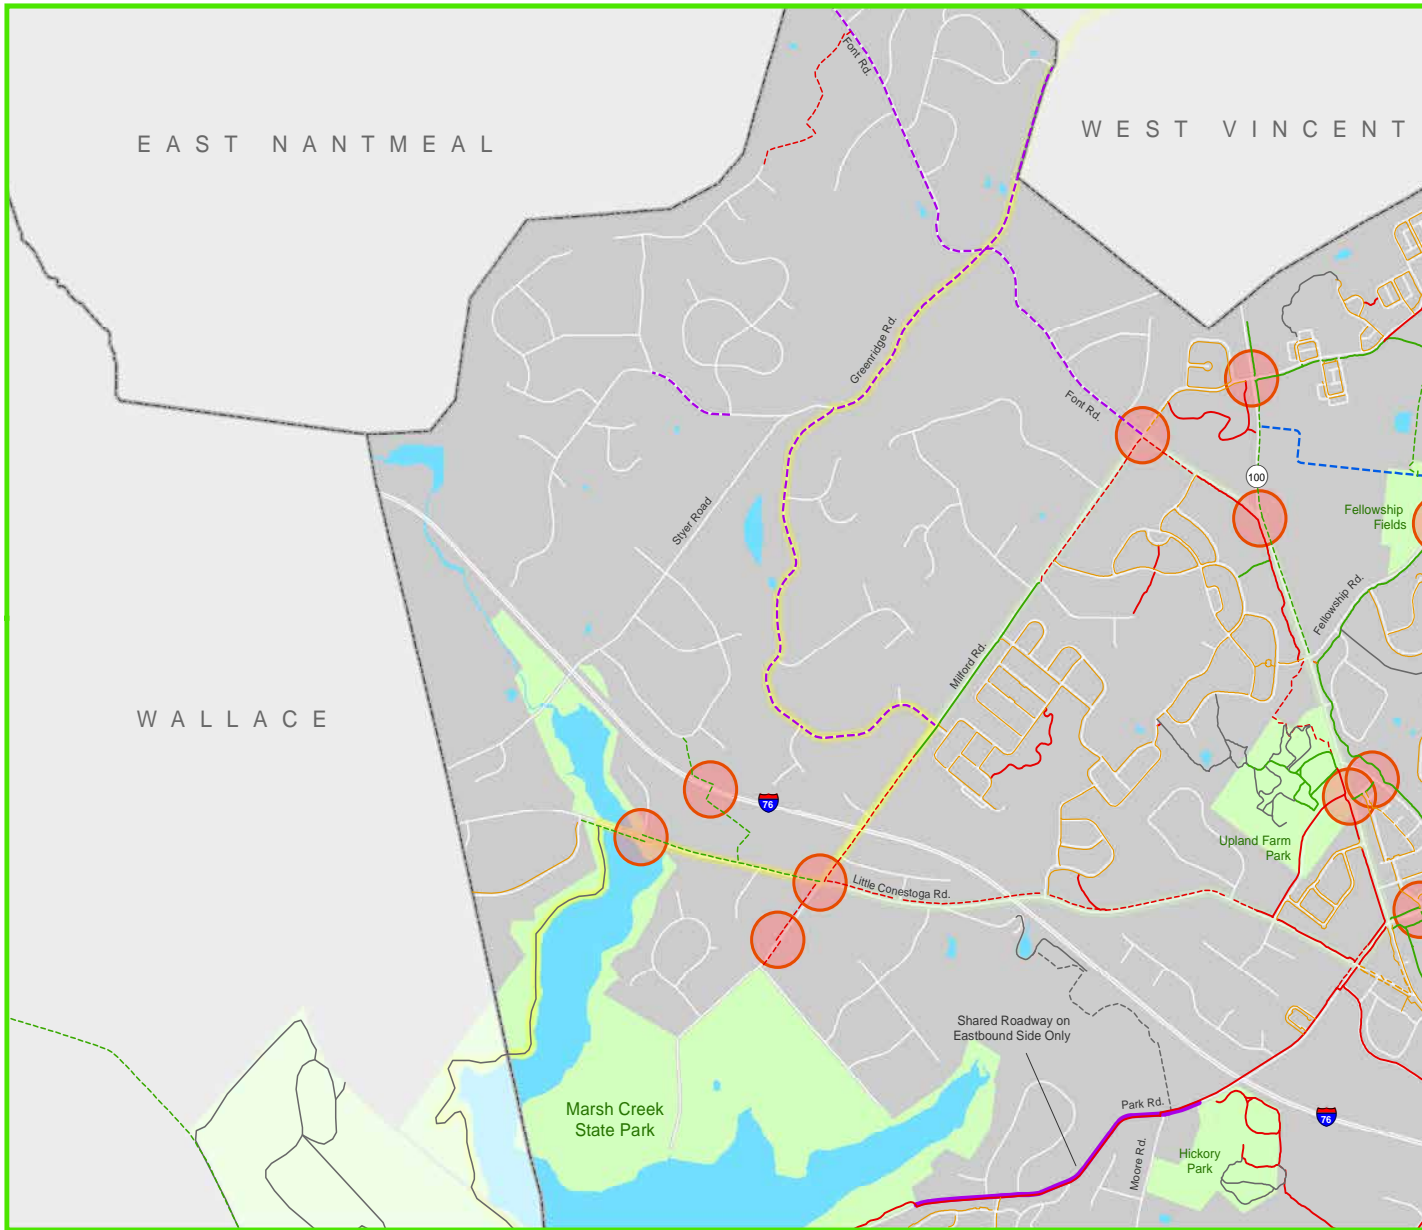 Font Rd.
EAST NANTMEAL
WEST VINCENT
Greenridge Rd.
Font Rd.
100
Styer Road
Fellowship
Fields
Fellowship Rd.
Milford Rd.
WALLACE
76
Upland Farm
Park
Little Conestoga Rd.
Shared Roadway on
Eastbound Side Only
Marsh Creek
State Park
Park Rd.
76
Moore Rd.
Hickory
Park